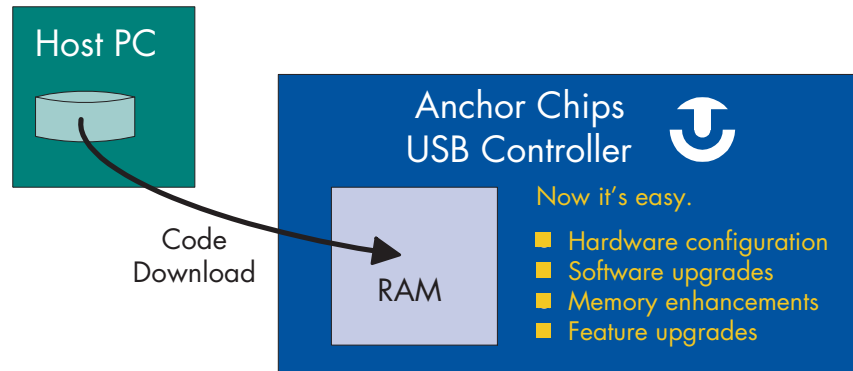 Host PC
Anchor Chips
USB Controller
Now it's easy.
Hardware configuration
Software upgrades
Memory enhancements
Feature upgrades
Code
Download
RAM